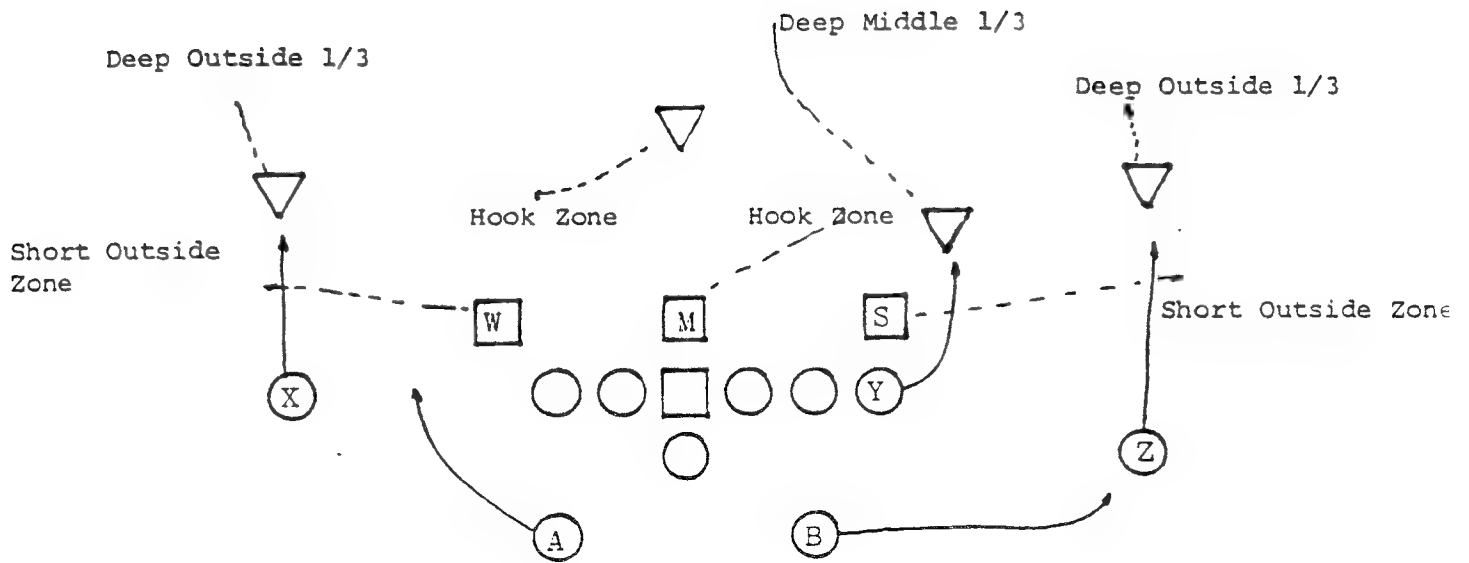 Deep Middle 1/3
Deep Outside 1/3
Deep Outside 1/3
Hook Zone
Hook Zone
Short Outside
Zone
Short Outside Zone
W
M
S
X
Y
Z
A
B